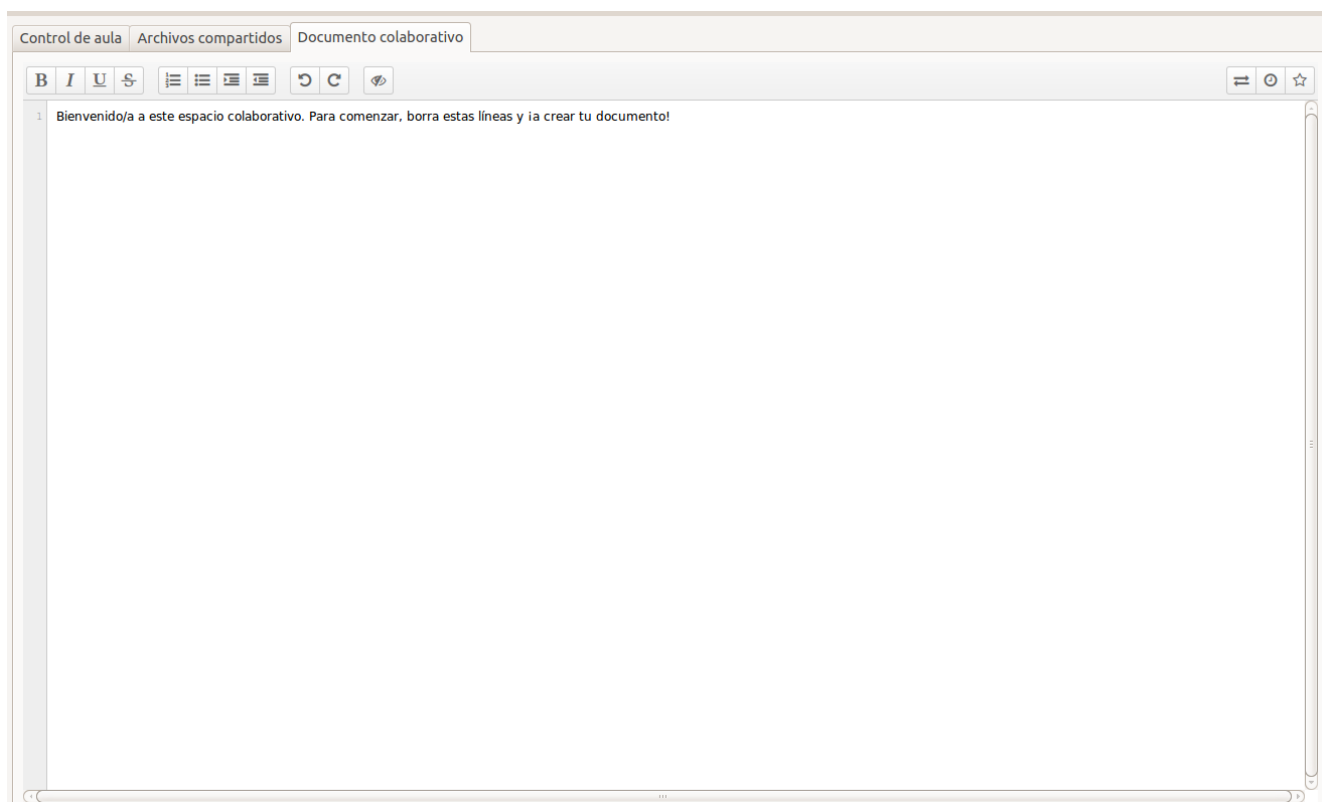 Control de aula Archivos compartidos Documento colaborativo
B I U S
1 Bienvenido/a a este espacio colaborativo. Para comenzar, borra estas líneas y ¡a crear tu documento!